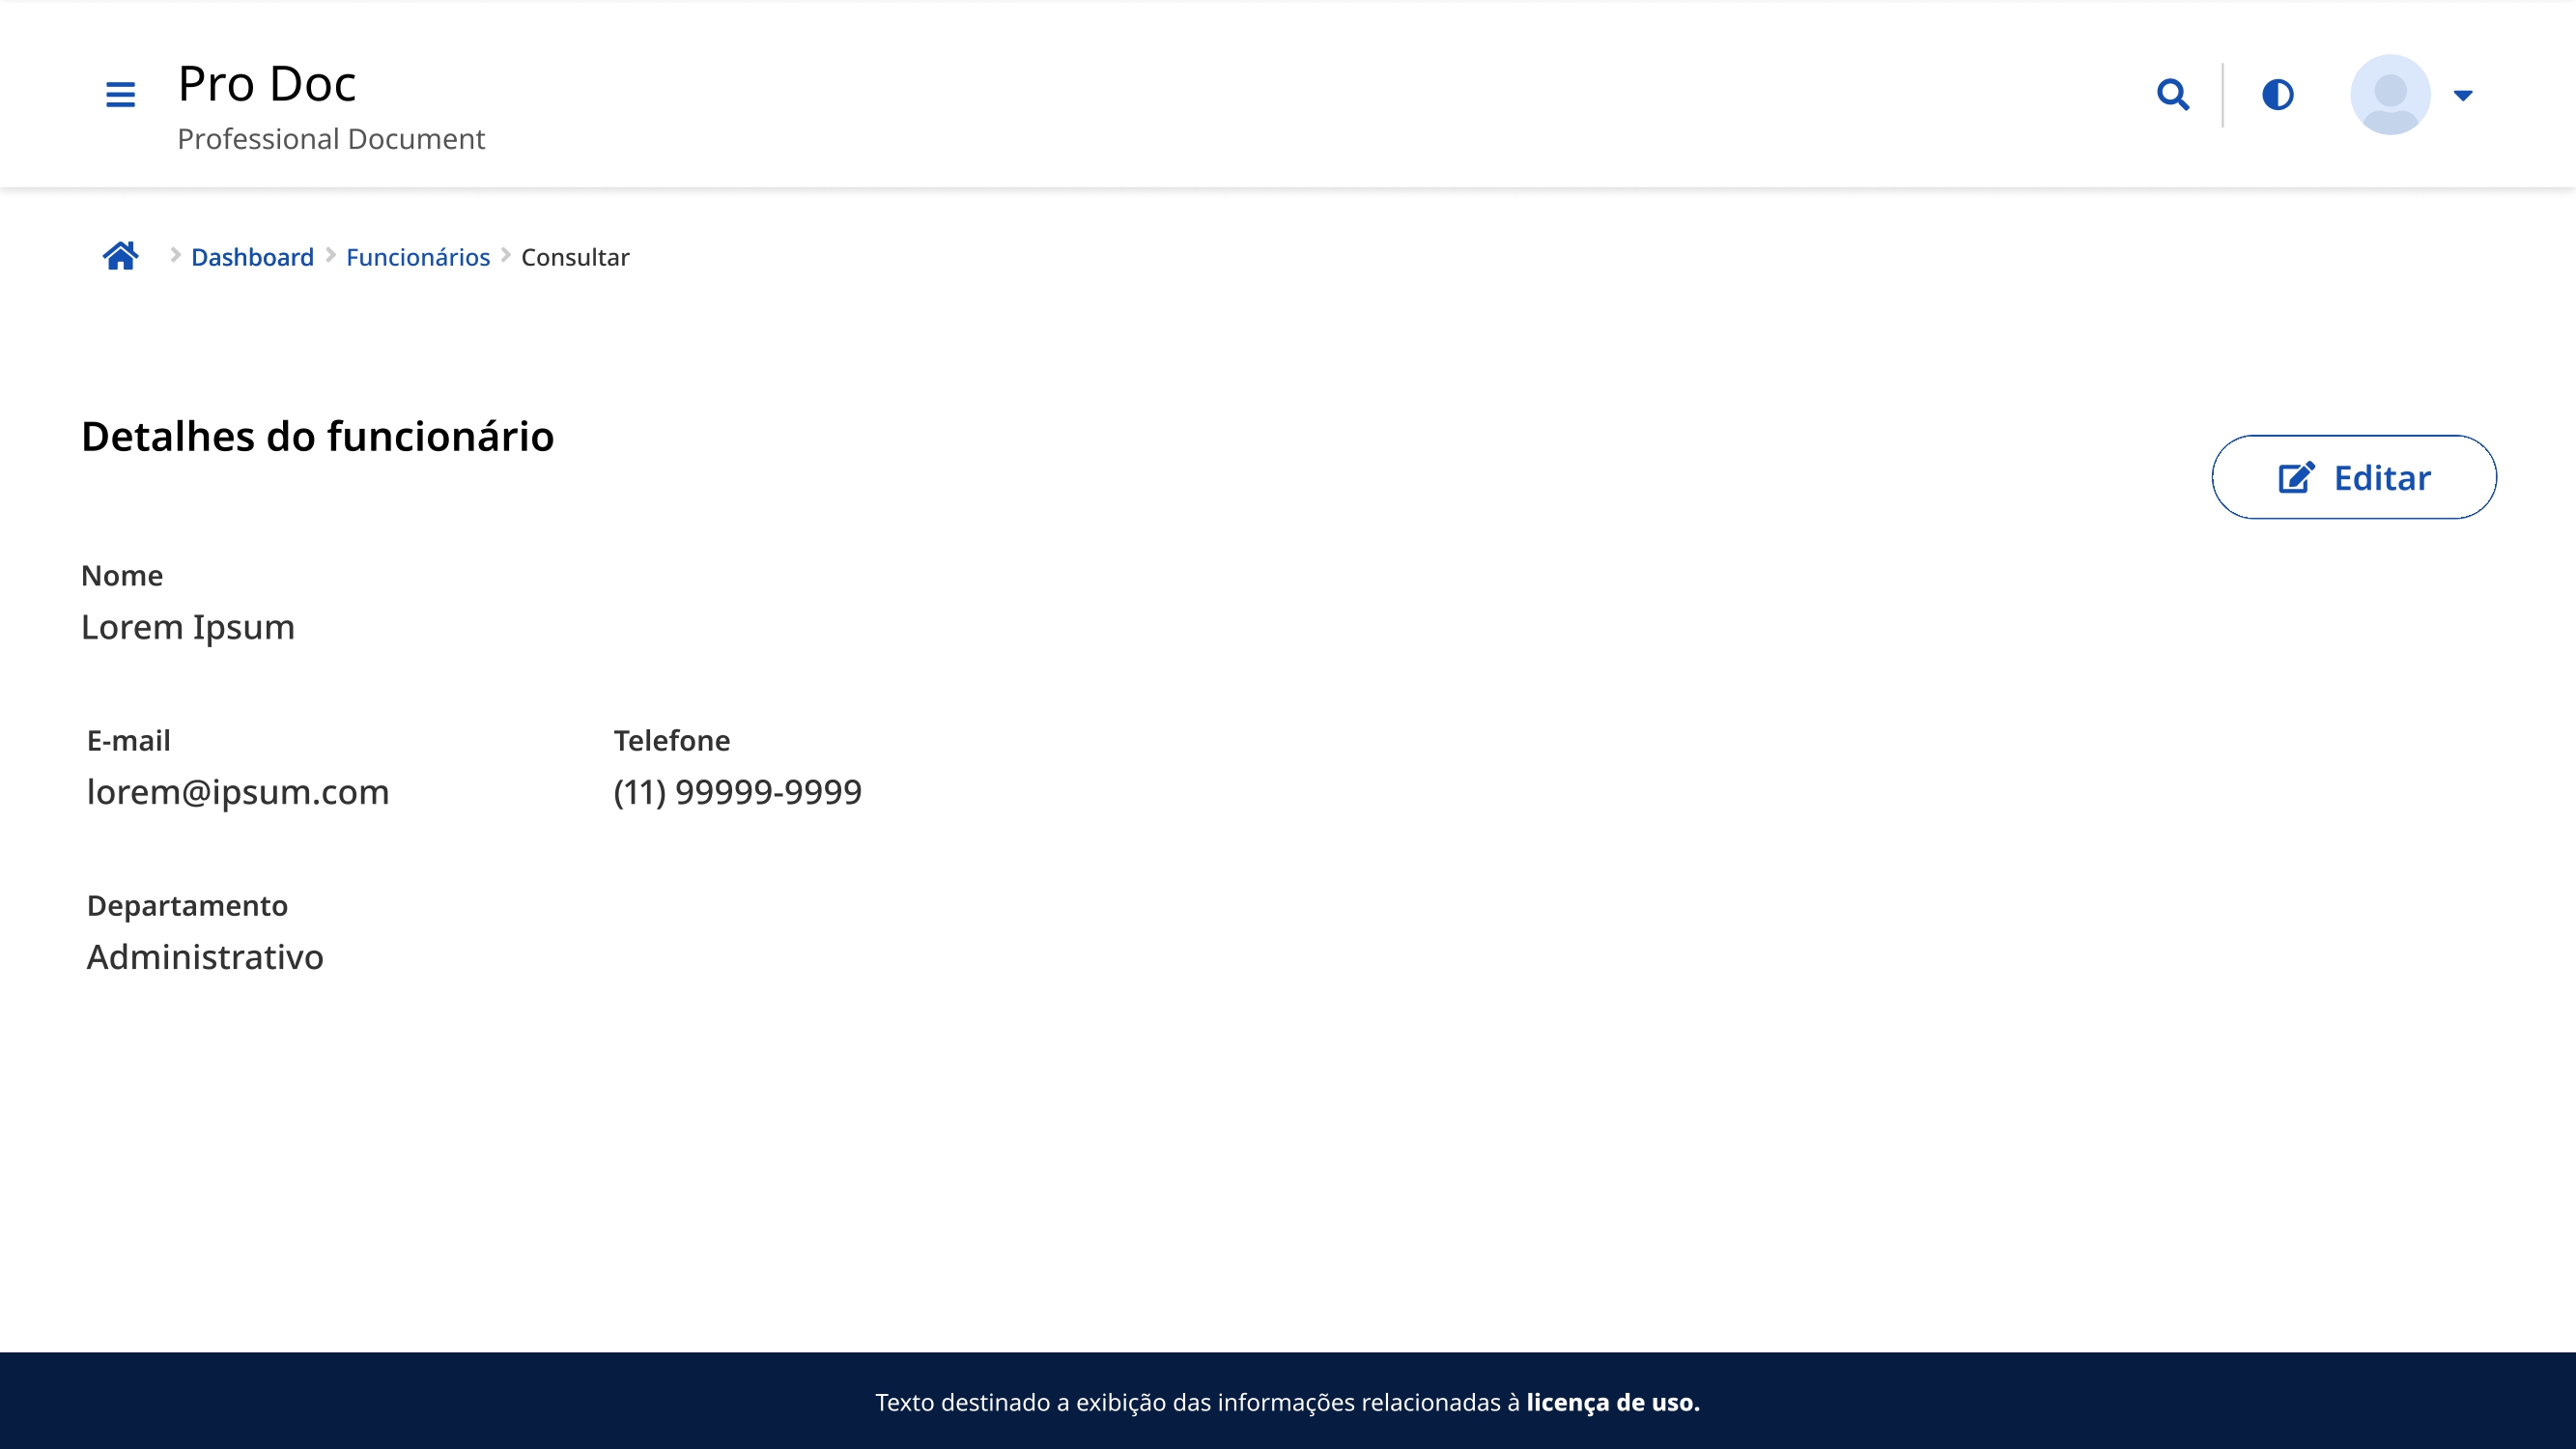 Pro Doc
Professional Document
Dashboard Funcionários Consultar
Detalhes do funcionário
Editar
Nome
Lorem Ipsum
E-mail Telefone
lorem@ipsum.com (11) 99999-9999
Departamento
Administrativo
Texto destinado a exibição das informações relacionadas à licença de uso.